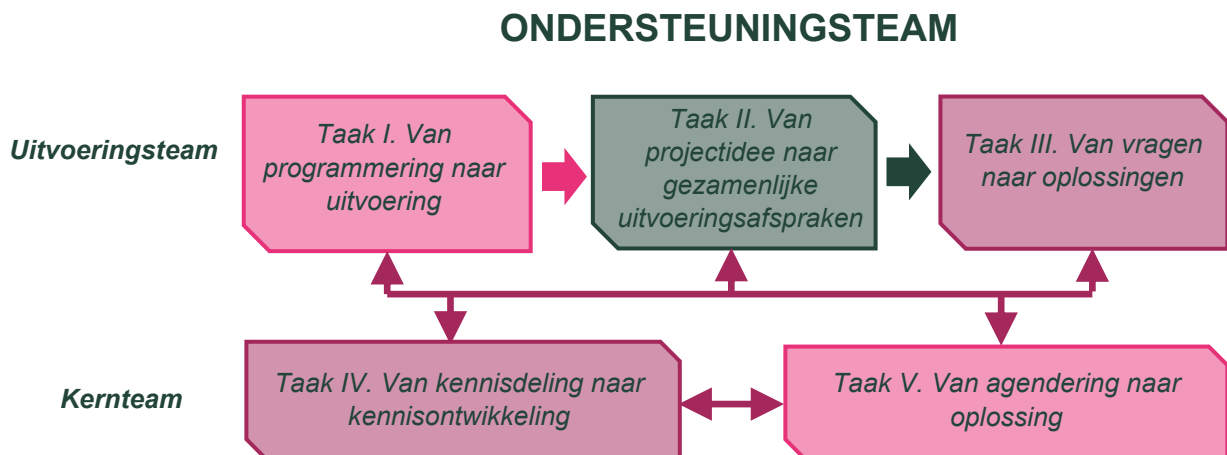 ONDERSTEUNINGSTEAM
Uitvoeringsteam
Taak I. Van
programmering naar
uitvoering
Taak II. Van
projectidee naar
gezamenlijke
uitvoeringsafspraken
Taak III. Van vragen
naar oplossingen
Kernteam
Taak IV. Van kennisdeling naar
kennisontwikkeling
Taak V. Van agendering naar
oplossing